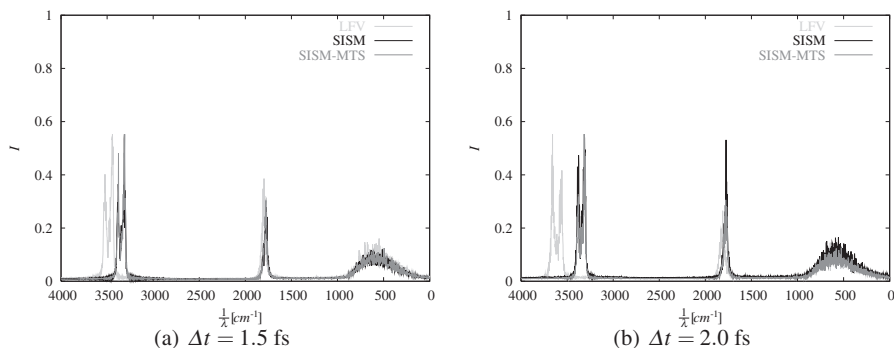 1
0.8
0.6
I
0.4
0.2
0
4000 3500 3000 2500 2000 1500 1000 500 0
1/λ [cm⁻¹]
LFV
SISM
SISM-MTS
(a) Δt = 1.5 fs
1
0.8
0.6
I
0.4
0.2
0
4000 3500 3000 2500 2000 1500 1000 500 0
1/λ [cm⁻¹]
LFV
SISM
SISM-MTS
(b) Δt = 2.0 fs